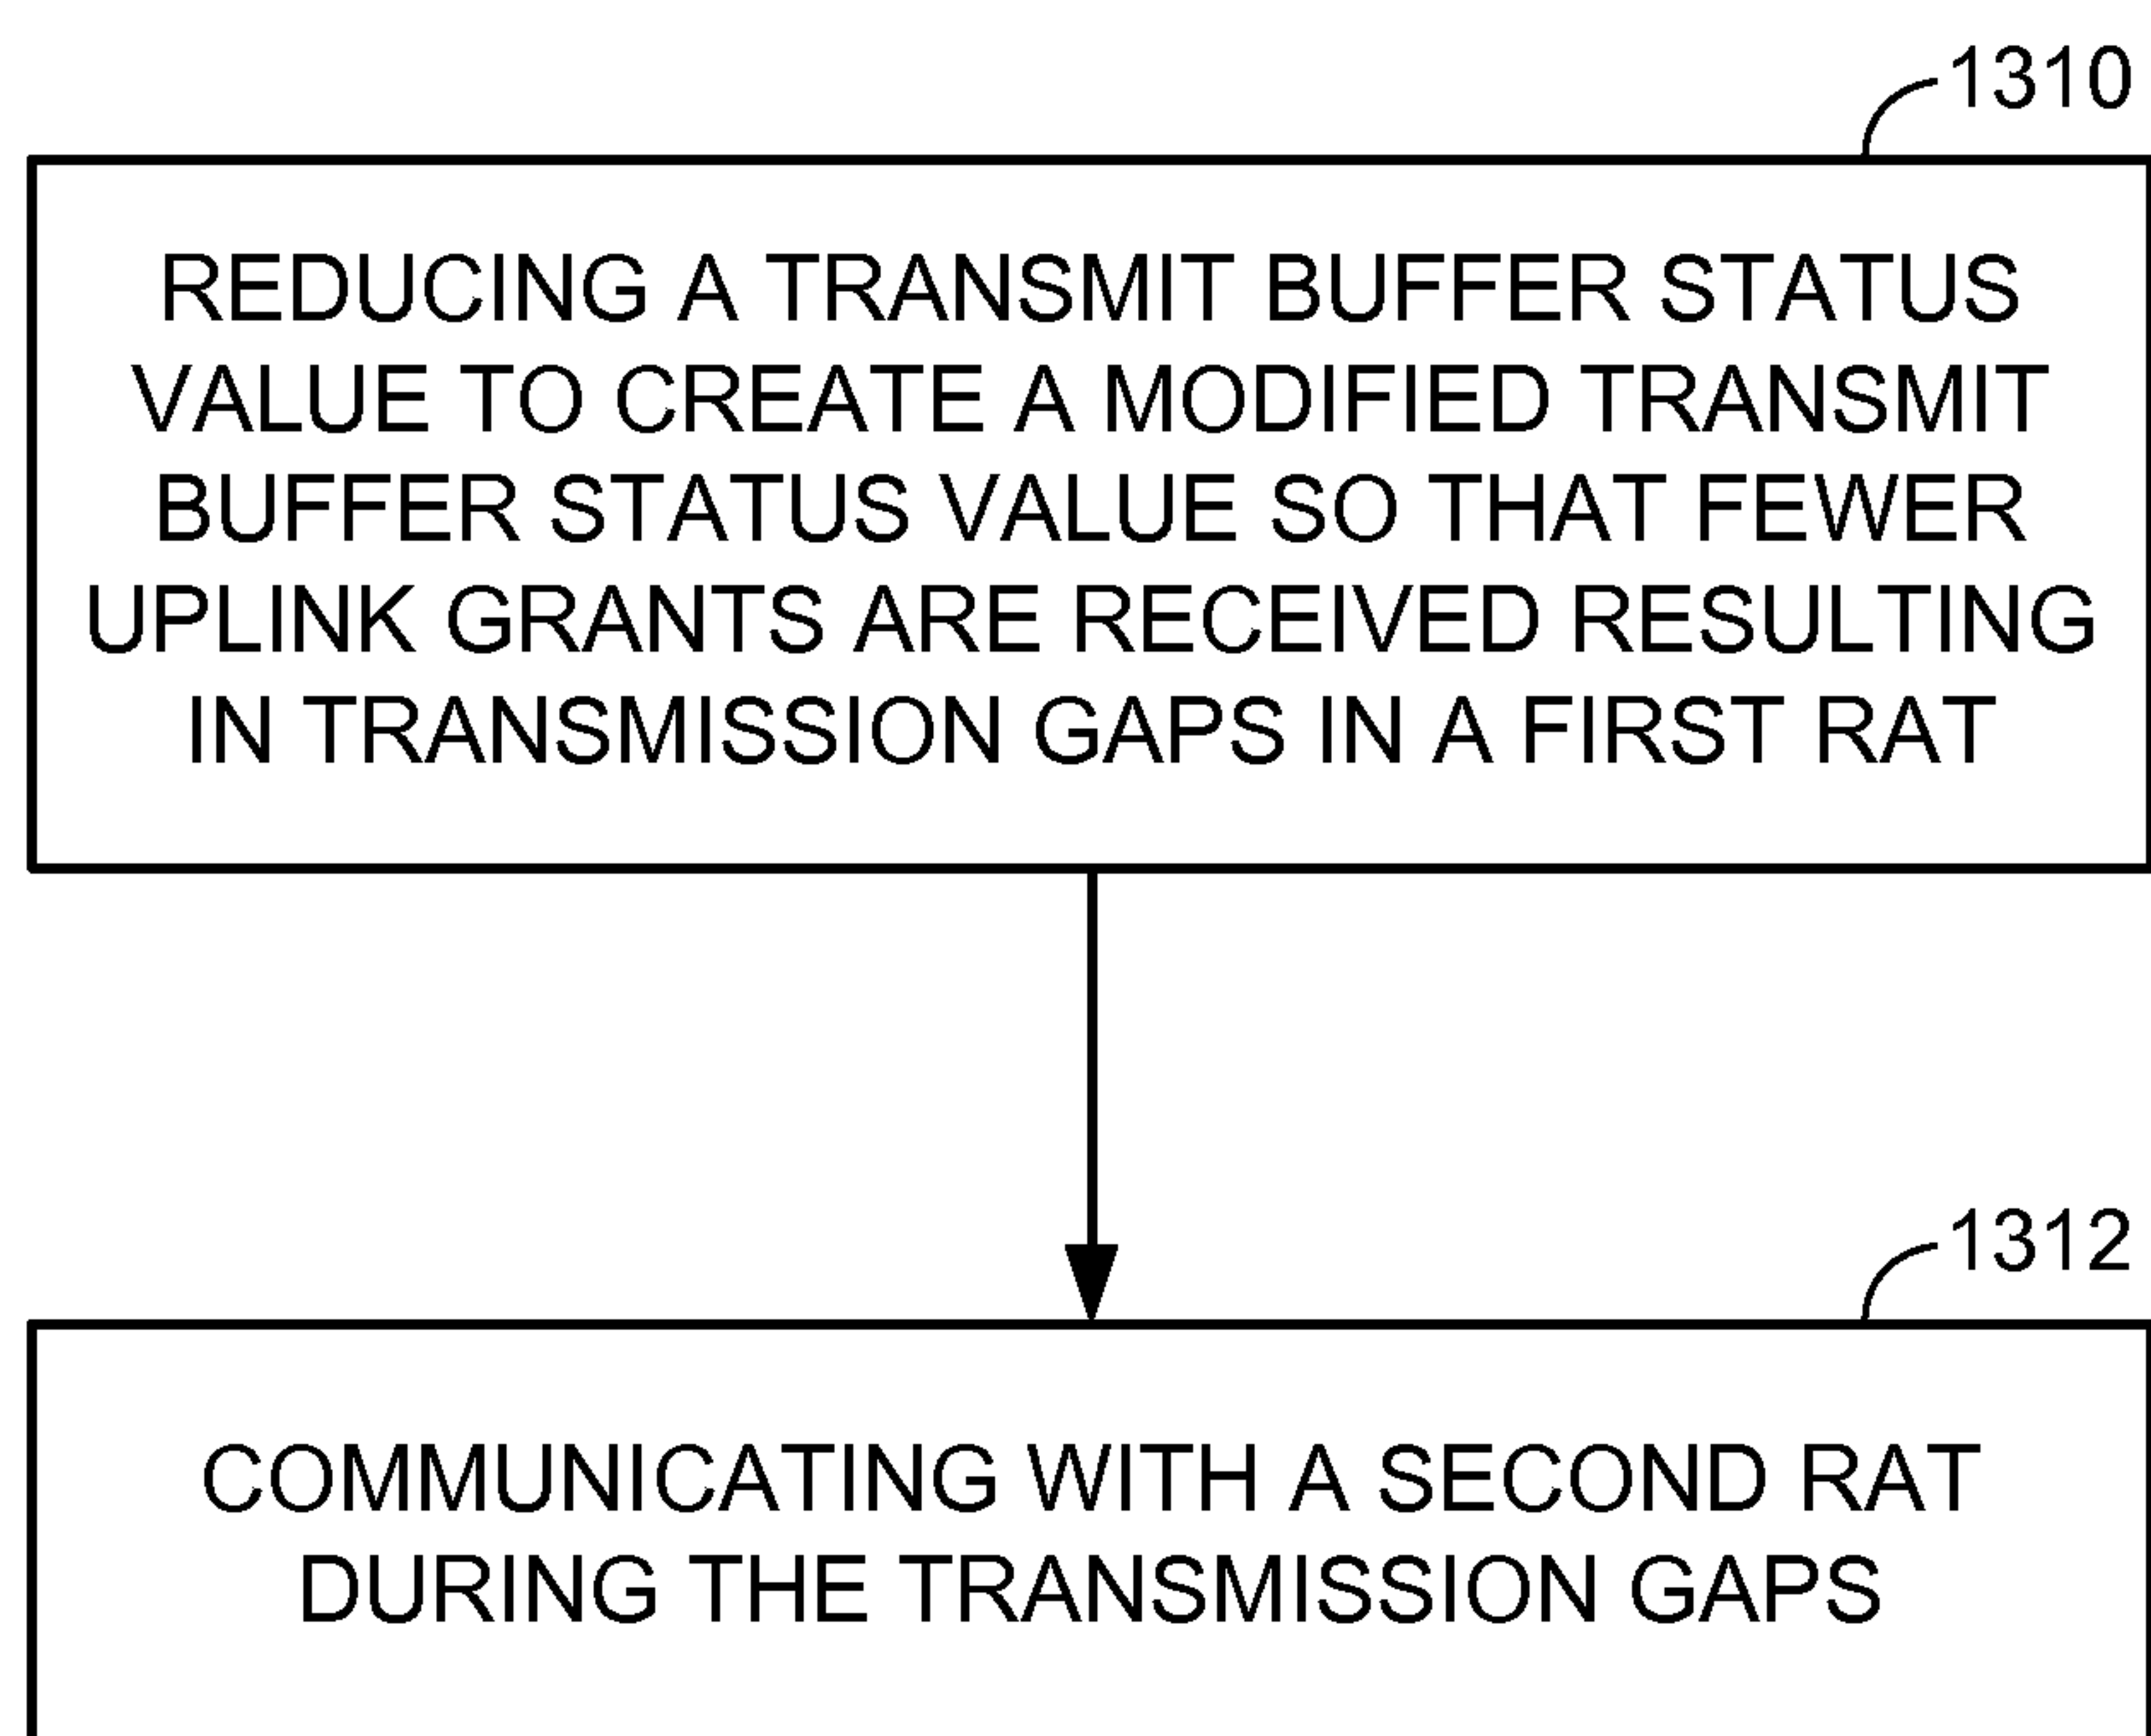 1310
REDUCING A TRANSMIT BUFFER STATUS
VALUE TO CREATE A MODIFIED TRANSMIT
BUFFER STATUS VALUE SO THAT FEWER
UPLINK GRANTS ARE RECEIVED RESULTING
IN TRANSMISSION GAPS IN A FIRST RAT
1312
COMMUNICATING WITH A SECOND RAT
DURING THE TRANSMISSION GAPS